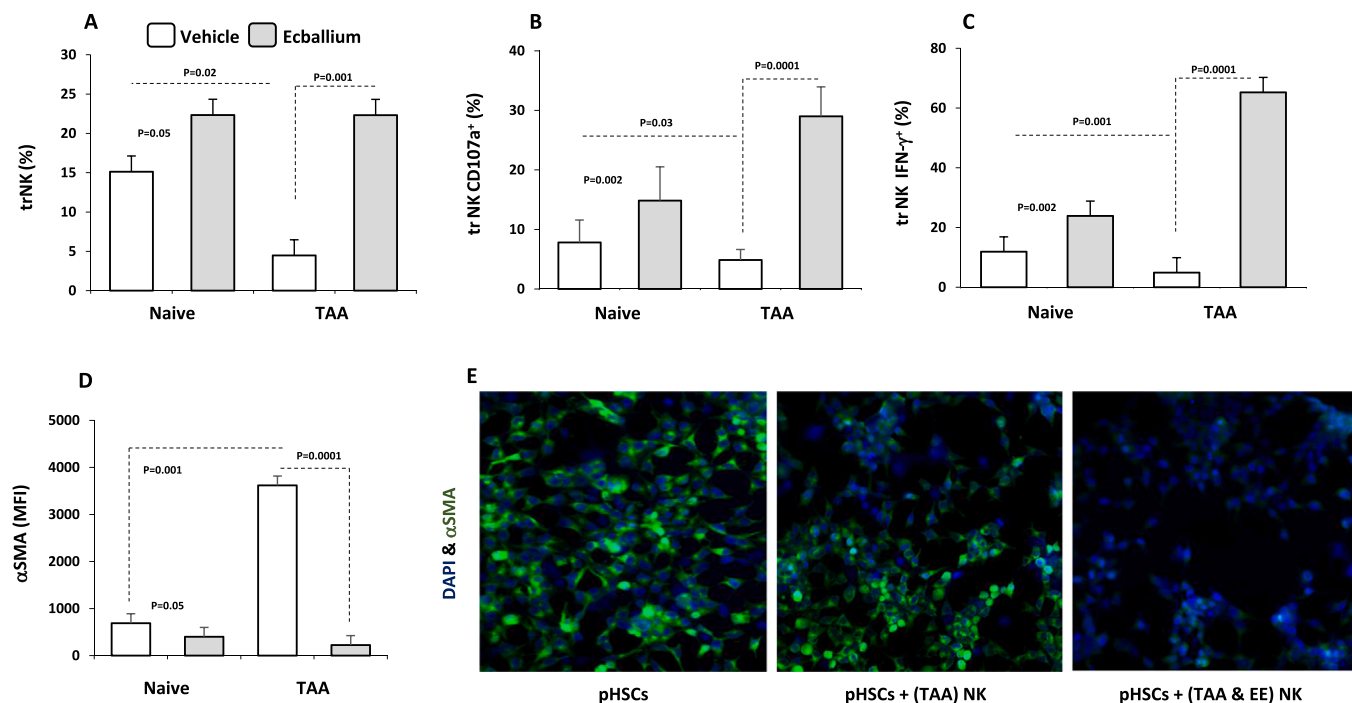 A
Vehicle
Ecballium
trNK (%)
30
25
20
15
10
5
0
P=0.02
P=0.001
P=0.05
Naive
TAA
B
tr NK CD107a⁺ (%)
40
30
20
10
0
P=0.0001
P=0.03
P=0.002
Naive
TAA
C
tr NK IFN-γ⁺ (%)
80
60
40
20
0
P=0.0001
P=0.001
P=0.002
Naive
TAA
D
αSMA (MFI)
5000
4000
3000
2000
1000
0
P=0.001
P=0.0001
P=0.05
Naive
TAA
E
DAPI & αSMA
pHSCs
pHSCs + (TAA) NK
pHSCs + (TAA & EE) NK